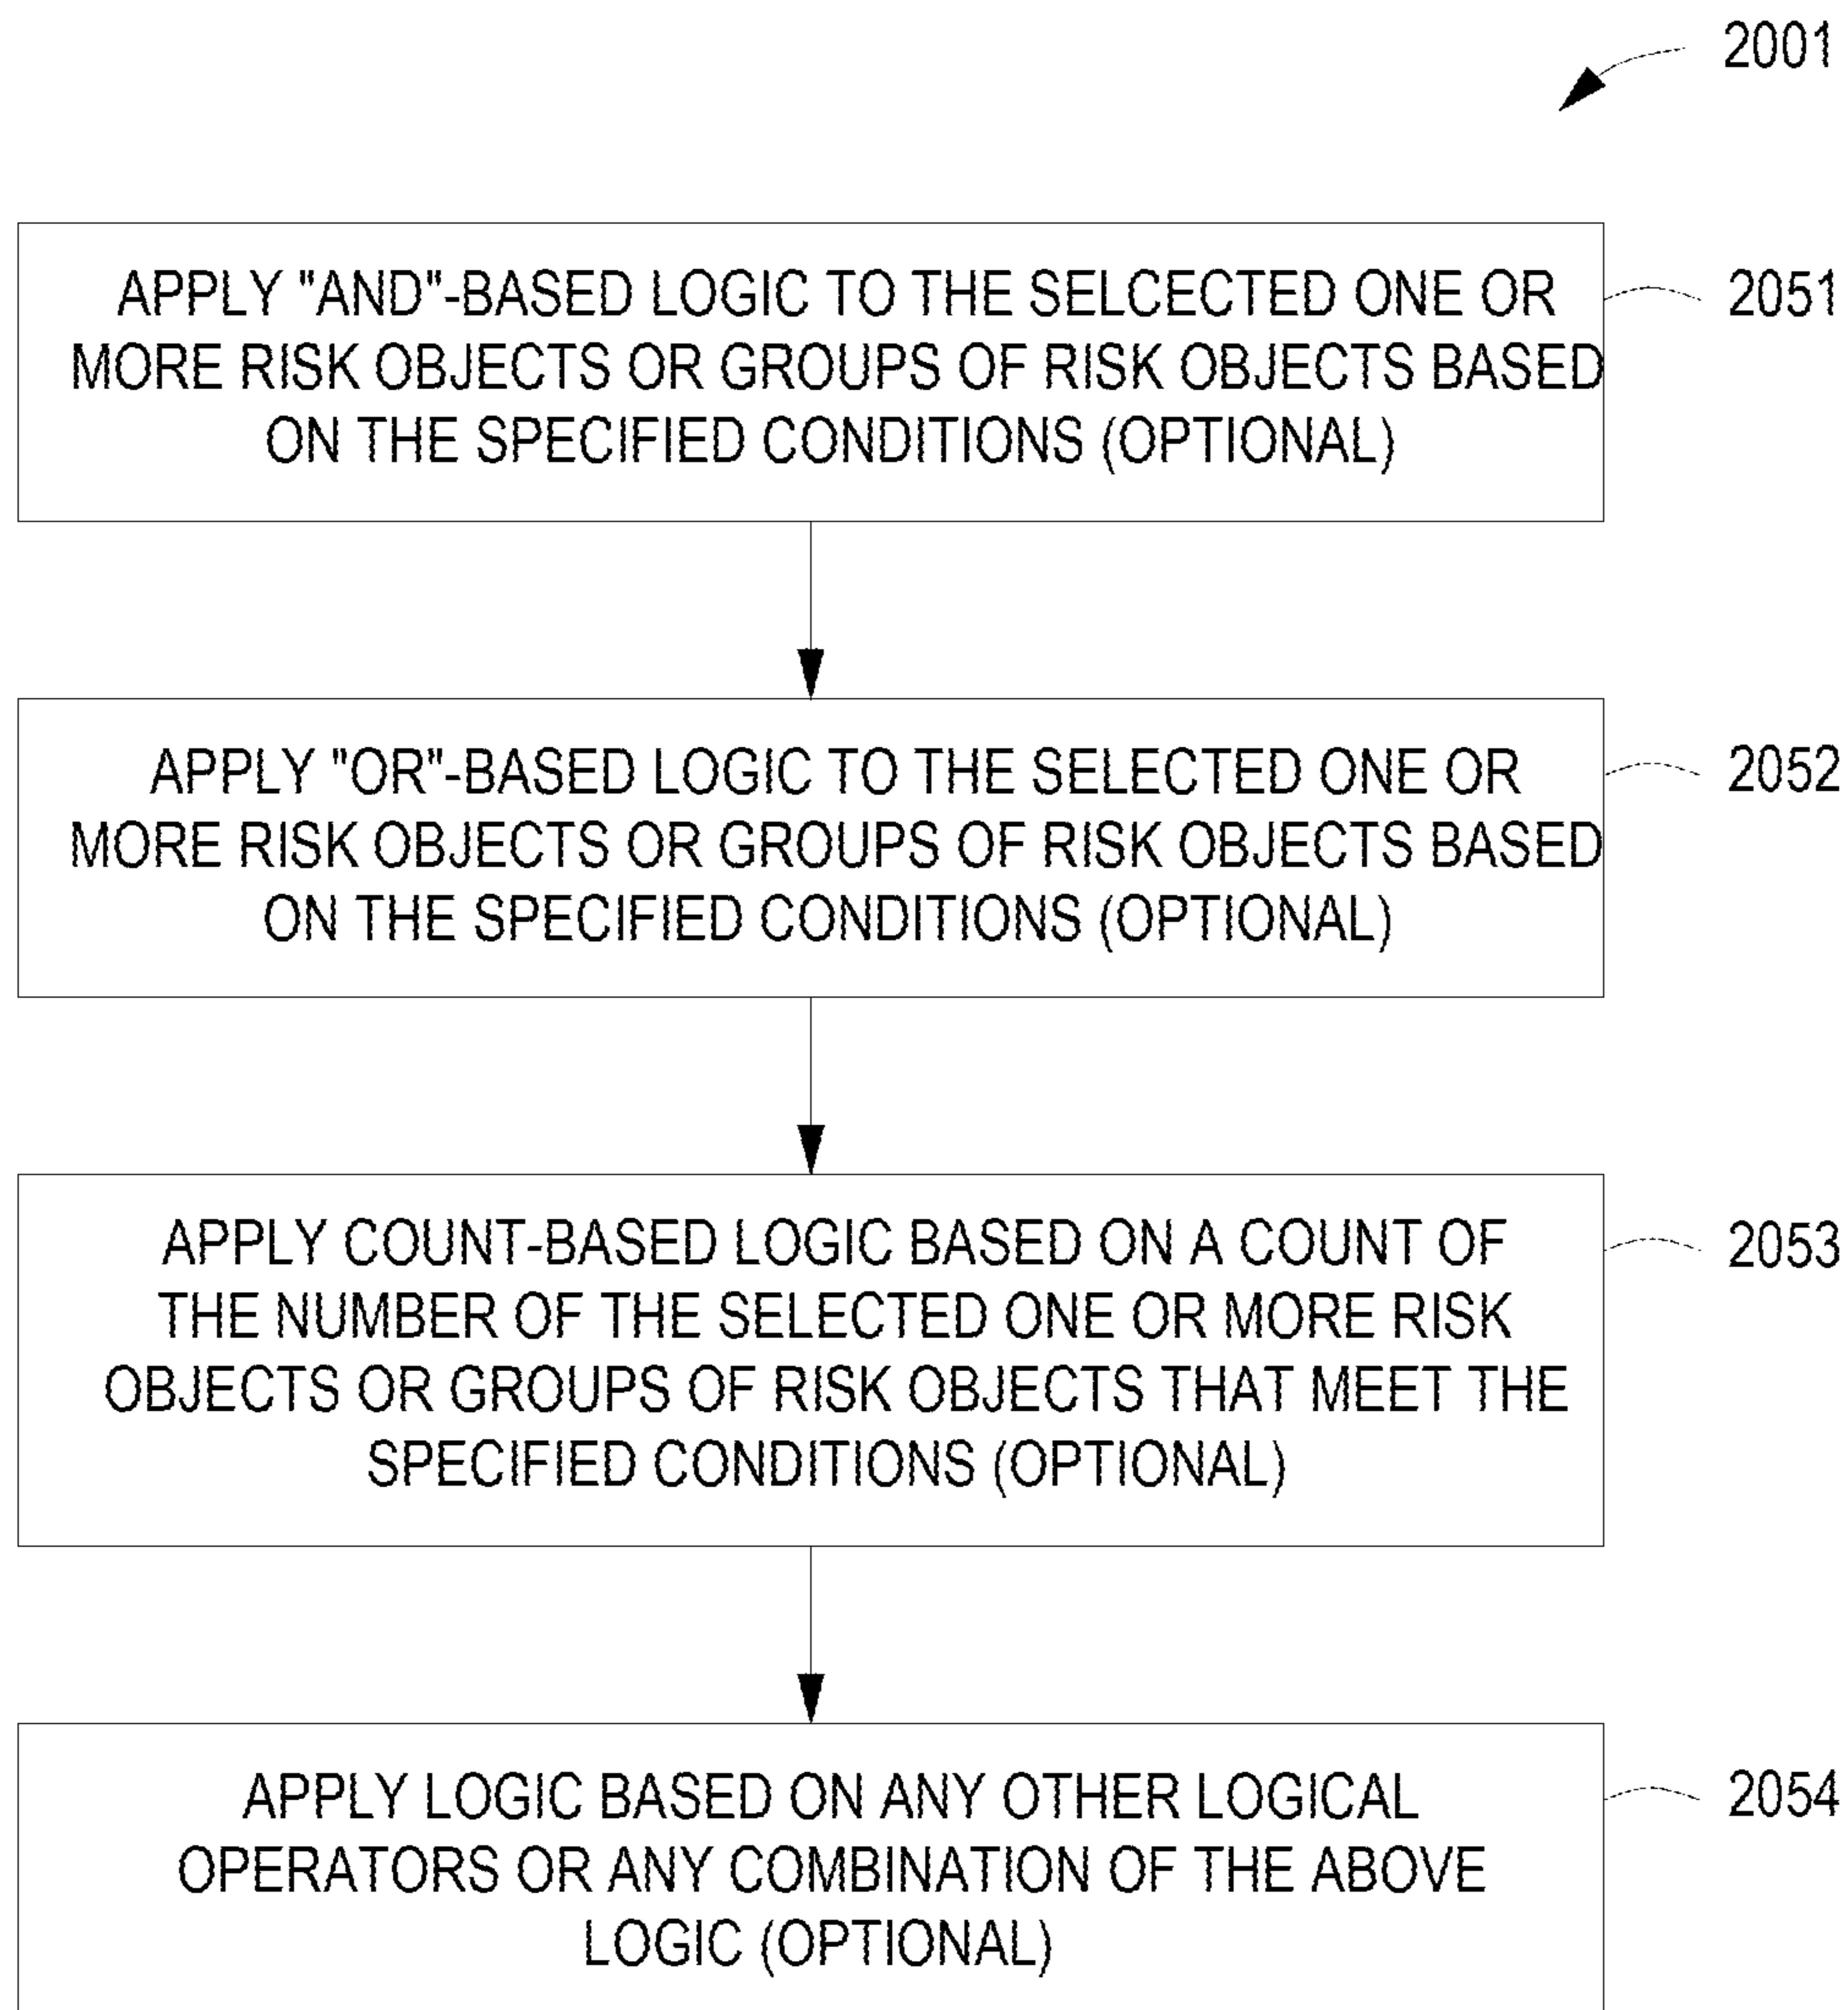 2001
APPLY "AND"-BASED LOGIC TO THE SELCECTED ONE OR
MORE RISK OBJECTS OR GROUPS OF RISK OBJECTS BASED
ON THE SPECIFIED CONDITIONS (OPTIONAL)
2051
APPLY "OR"-BASED LOGIC TO THE SELECTED ONE OR
MORE RISK OBJECTS OR GROUPS OF RISK OBJECTS BASED
ON THE SPECIFIED CONDITIONS (OPTIONAL)
2052
APPLY COUNT-BASED LOGIC BASED ON A COUNT OF
THE NUMBER OF THE SELECTED ONE OR MORE RISK
OBJECTS OR GROUPS OF RISK OBJECTS THAT MEET THE
SPECIFIED CONDITIONS (OPTIONAL)
2053
APPLY LOGIC BASED ON ANY OTHER LOGICAL
OPERATORS OR ANY COMBINATION OF THE ABOVE
LOGIC (OPTIONAL)
2054